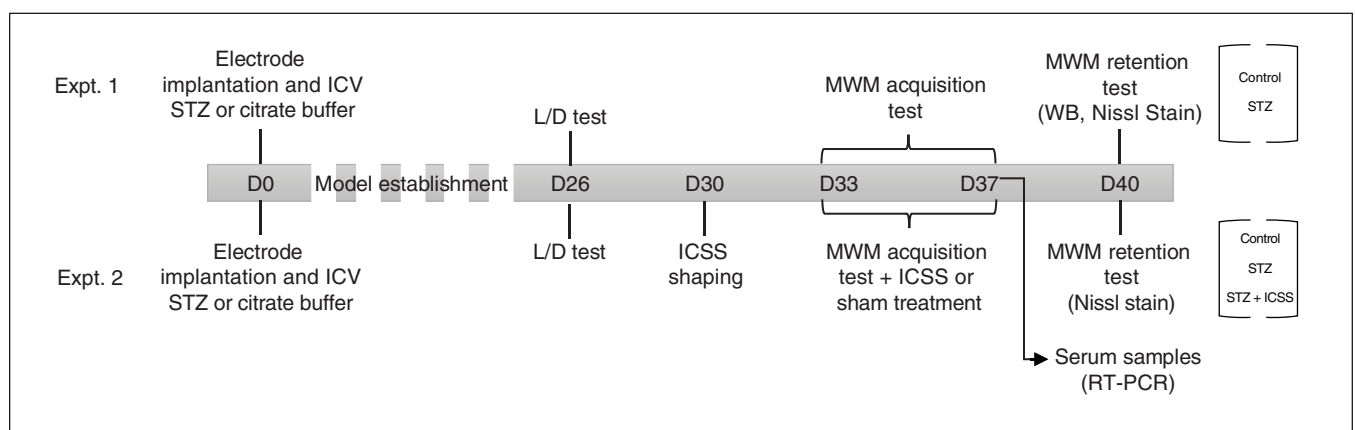 Expt. 1
Electrode
implantation and ICV
STZ or citrate buffer
L/D test
MWM acquisition
test
MWM retention
test
(WB, Nissl Stain)
Control
STZ
D0
Model establishment
D26
D30
D33
D37
D40
Expt. 2
Electrode
implantation and ICV
STZ or citrate buffer
L/D test
ICSS
shaping
MWM acquisition
test + ICSS or
sham treatment
MWM retention
test
(Nissl stain)
Control
STZ
STZ + ICSS
Serum samples
(RT-PCR)